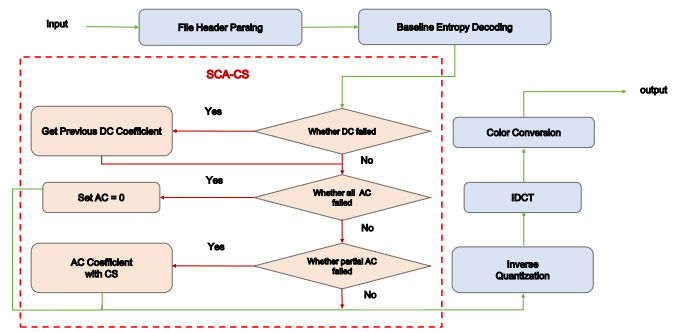 Input
File Header Parsing
Baseline Entropy Decoding
SCA-CS
output
Yes
Get Previous DC Coefficient
Whether DC failed
Color Conversion
No
Yes
Set AC = 0
Whether all AC
failed
IDCT
No
Yes
AC Coefficient
with CS
Whether partial AC
failed
Inverse
Quantization
No